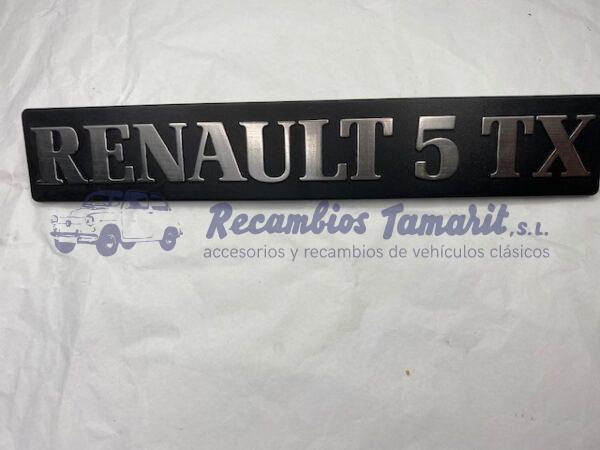 RENAULT 5 TX
Recambios Tamarit, S.L.
accesorios y recambios de vehículos clásicos